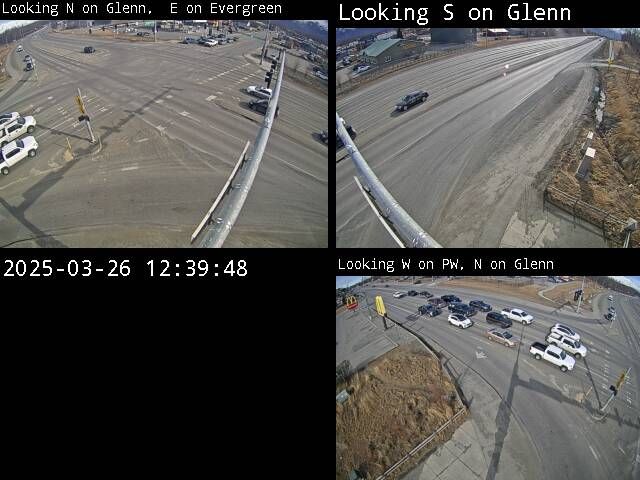 Looking N on Glenn, E on Evergreen
Looking S on Glenn
2025-03-26 12:39:48
Looking W on PW, N on Glenn